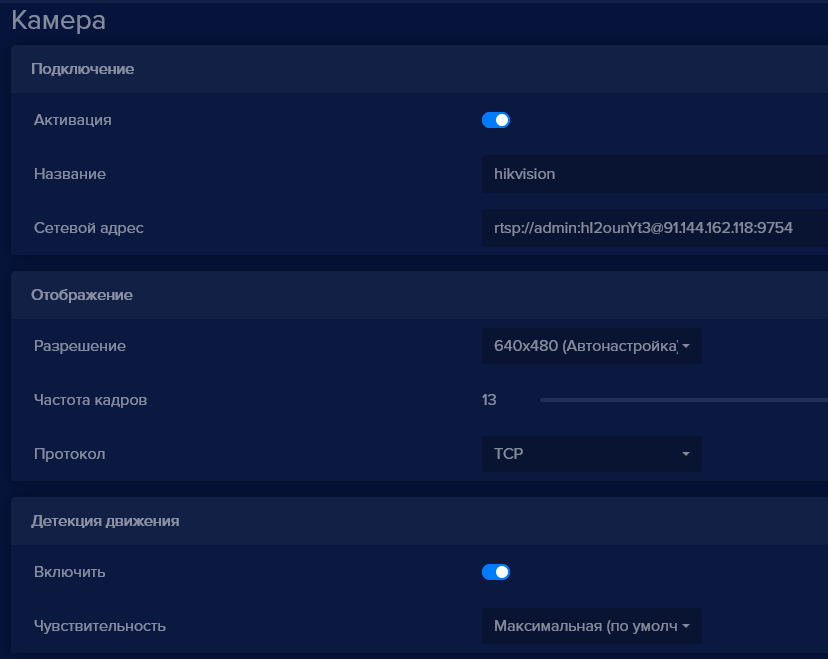 Камера
Подключение
Активация
Название hikvision
Сетевой адрес rtsp://admin:hI2ounYt3@91.144.162.118:9754
Отображение
Разрешение 640x480 (Автонастройка)
Частота кадров 13
Протокол TCP
Детекция движения
Включить
Чувствительность Максимальная (по умолч